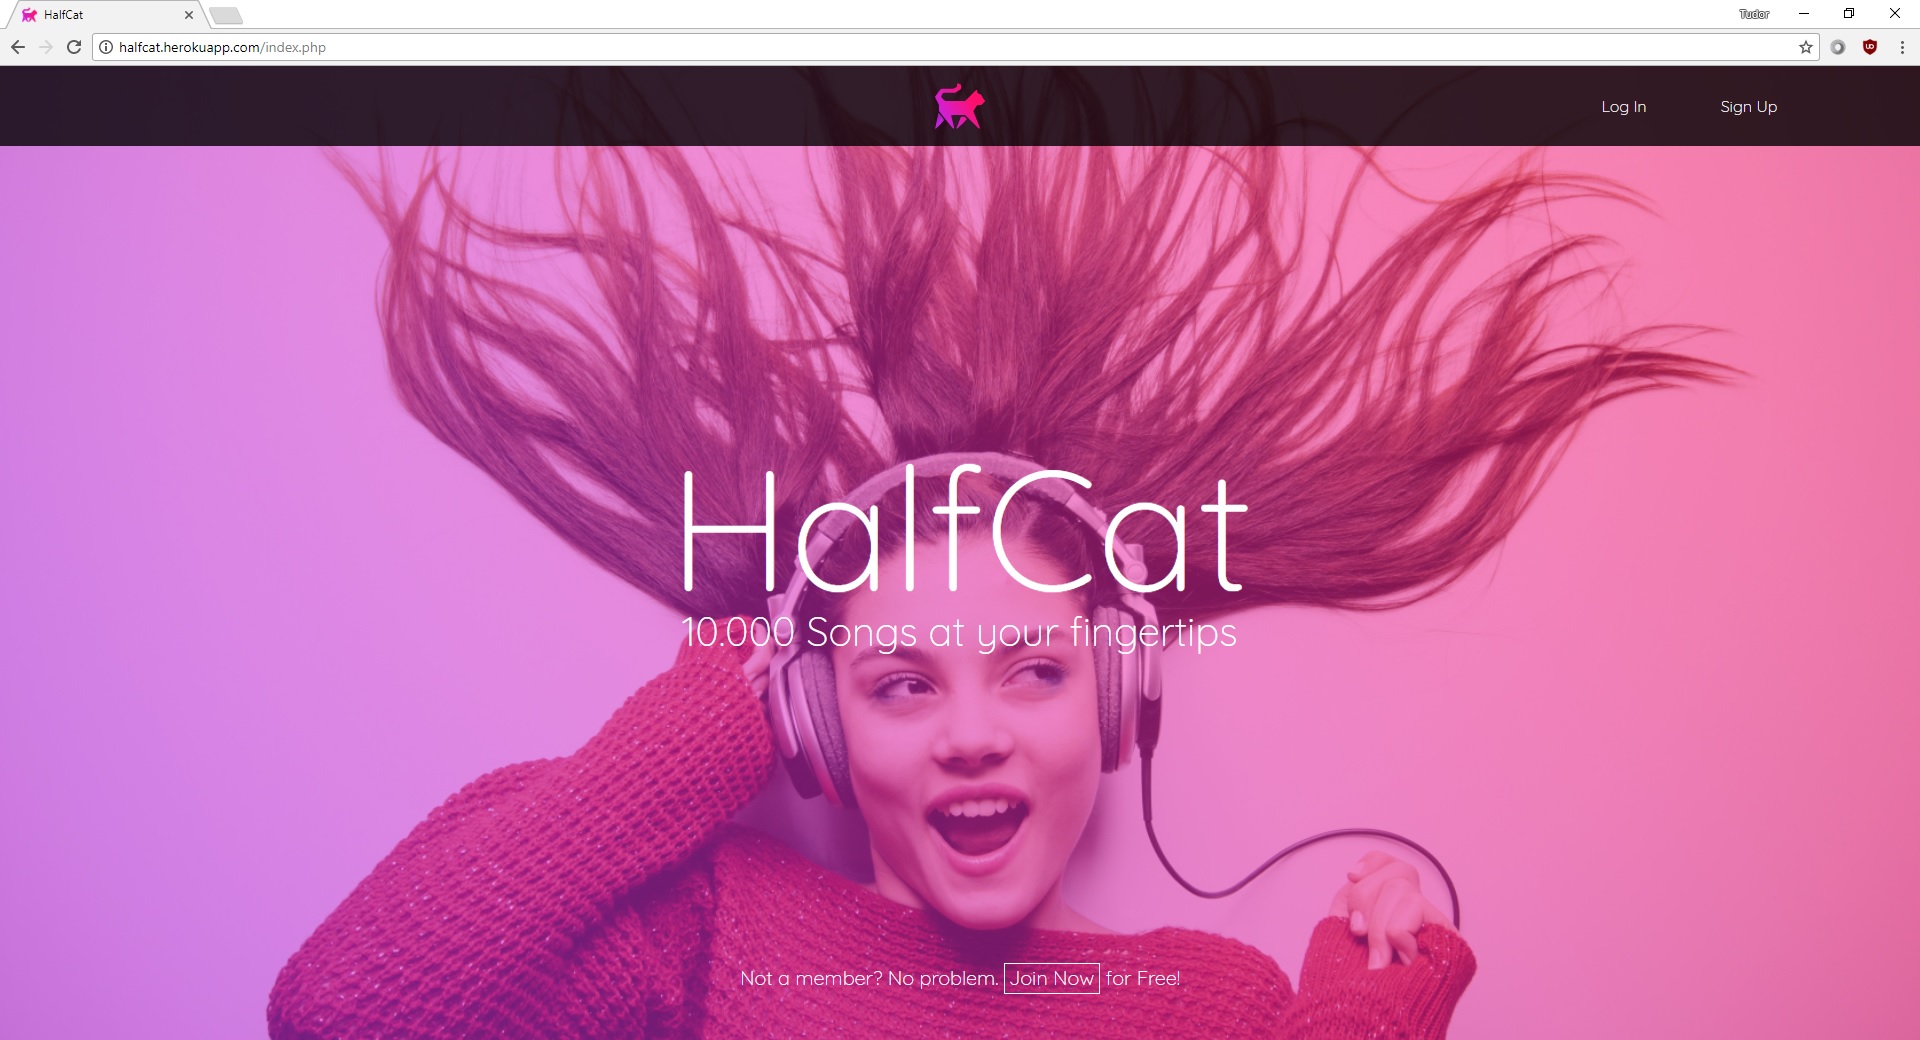 HalfCat
Tudor
halfcat.herokuapp.com/index.php
Log In
Sign Up
HalfCat
10.000 Songs at your fingertips
Not a member? No problem. Join Now for Free!